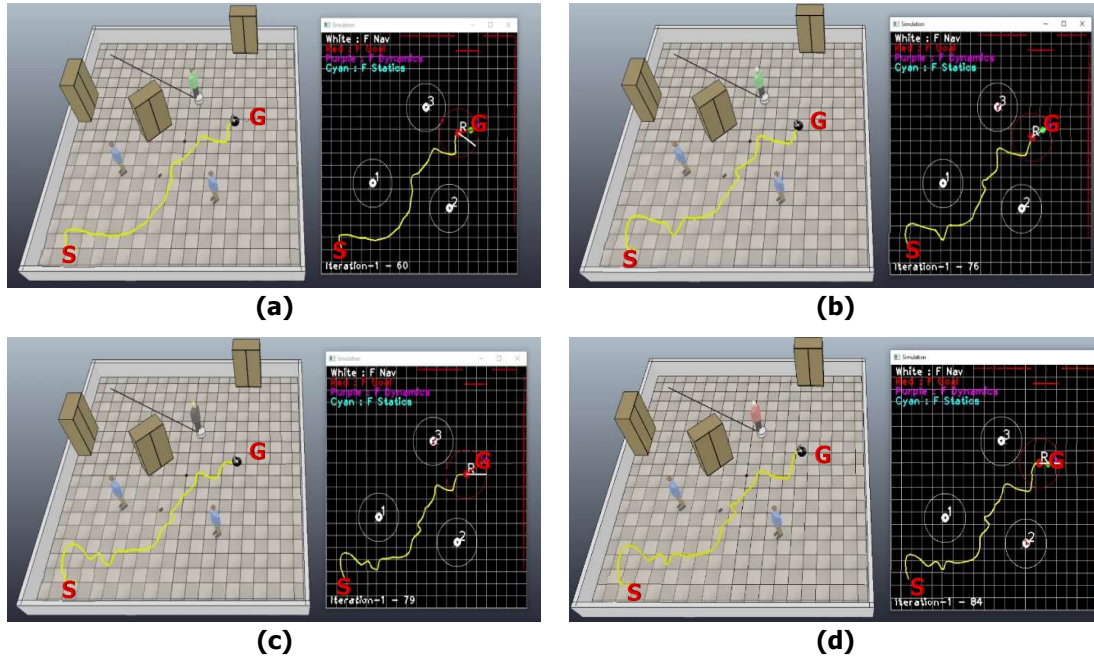 Simulation
White : F Nav
Red : F Goal
Purple : F Dynamics
Cyan : F Statics
3
R G
G
1
2
S
S
Iteration-1 - 60
(a)
Simulation
White : F Nav
Red : F Goal
Purple : F Dynamics
Cyan : F Statics
3
R G
G
1
2
S
S
Iteration-1 - 76
(b)
Simulation
White : F Nav
Red : F Goal
Purple : F Dynamics
Cyan : F Statics
3
G
R G
1
2
S
S
Iteration-1 - 79
(c)
Simulation
White : F Nav
Red : F Goal
Purple : F Dynamics
Cyan : F Statics
3
G
R G
1
2
S
S
Iteration-1 - 84
(d)